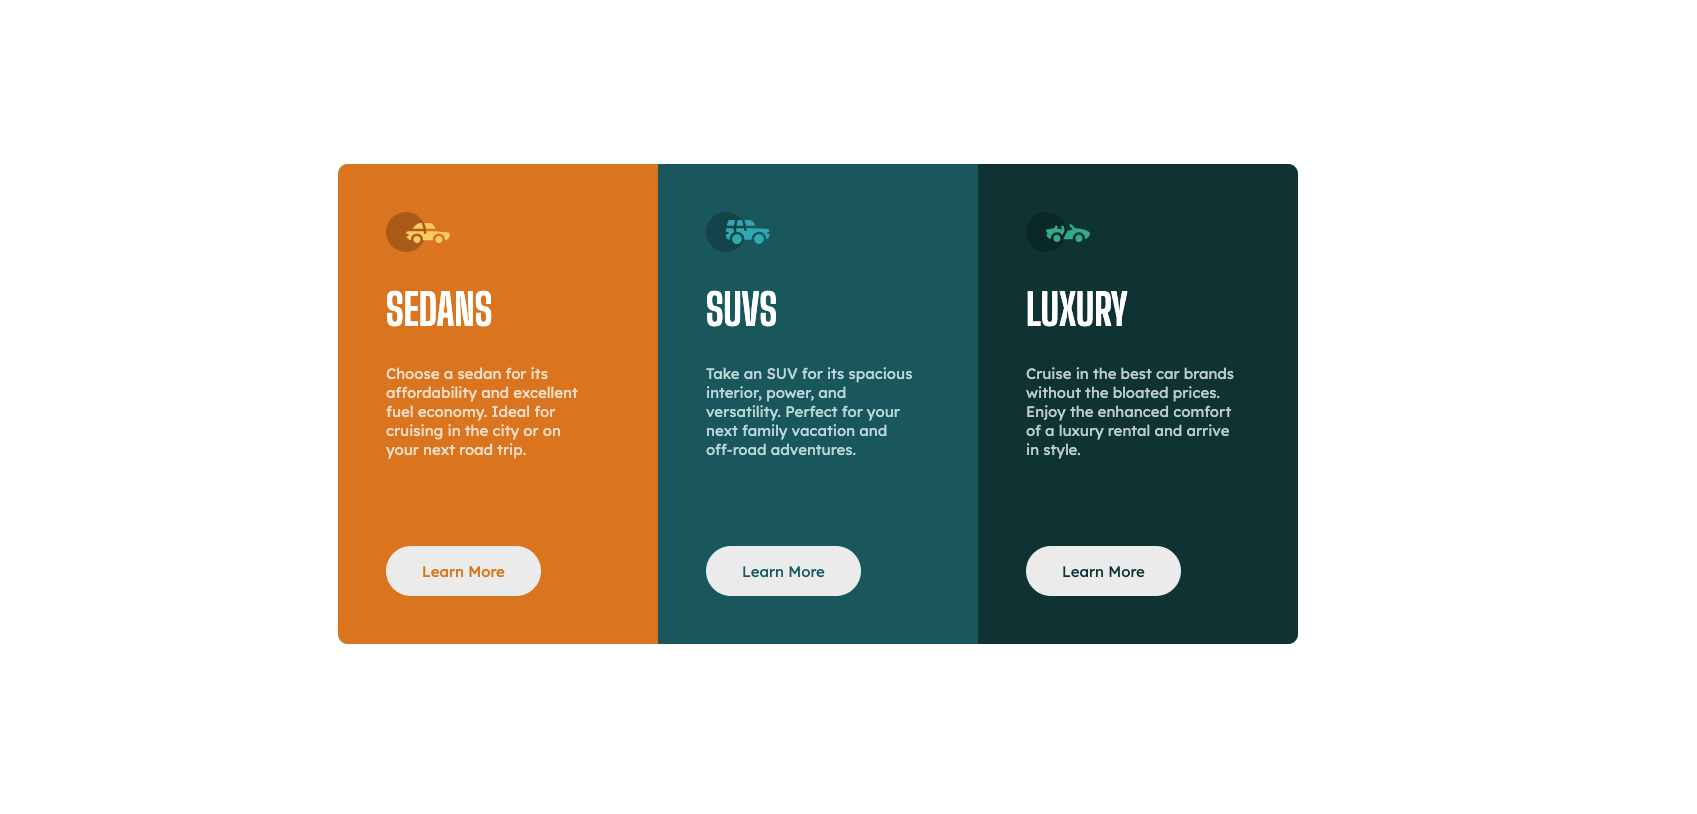 SEDANS
Choose a sedan for its
affordability and excellent
fuel economy. Ideal for
cruising in the city or on
your next road trip.
Learn More
SUVS
Take an SUV for its spacious
interior, power, and
versatility. Perfect for your
next family vacation and
off-road adventures.
Learn More
LUXURY
Cruise in the best car brands
without the bloated prices.
Enjoy the enhanced comfort
of a luxury rental and arrive
in style.
Learn More